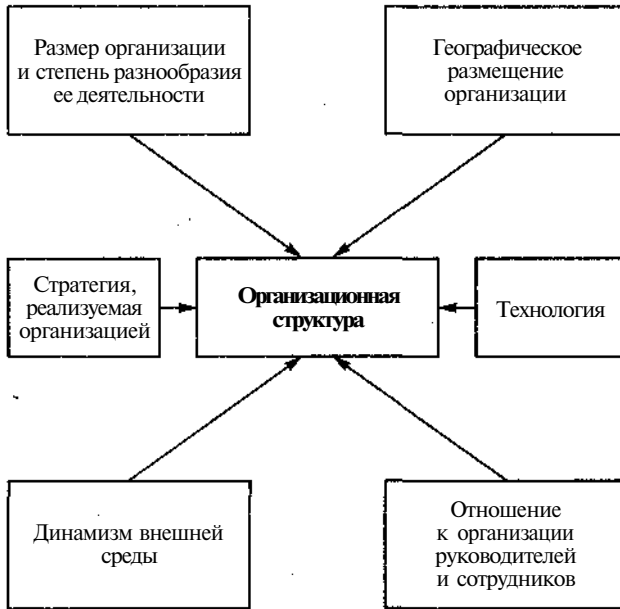 Размер организации
и степень разнообразия
ее деятельности
Географическое
размещение
организации
Стратегия,
реализуемая
организацией
Организационная
структура
Технология
Динамизм внешней
среды
Отношение
к организации
руководителей
и сотрудников